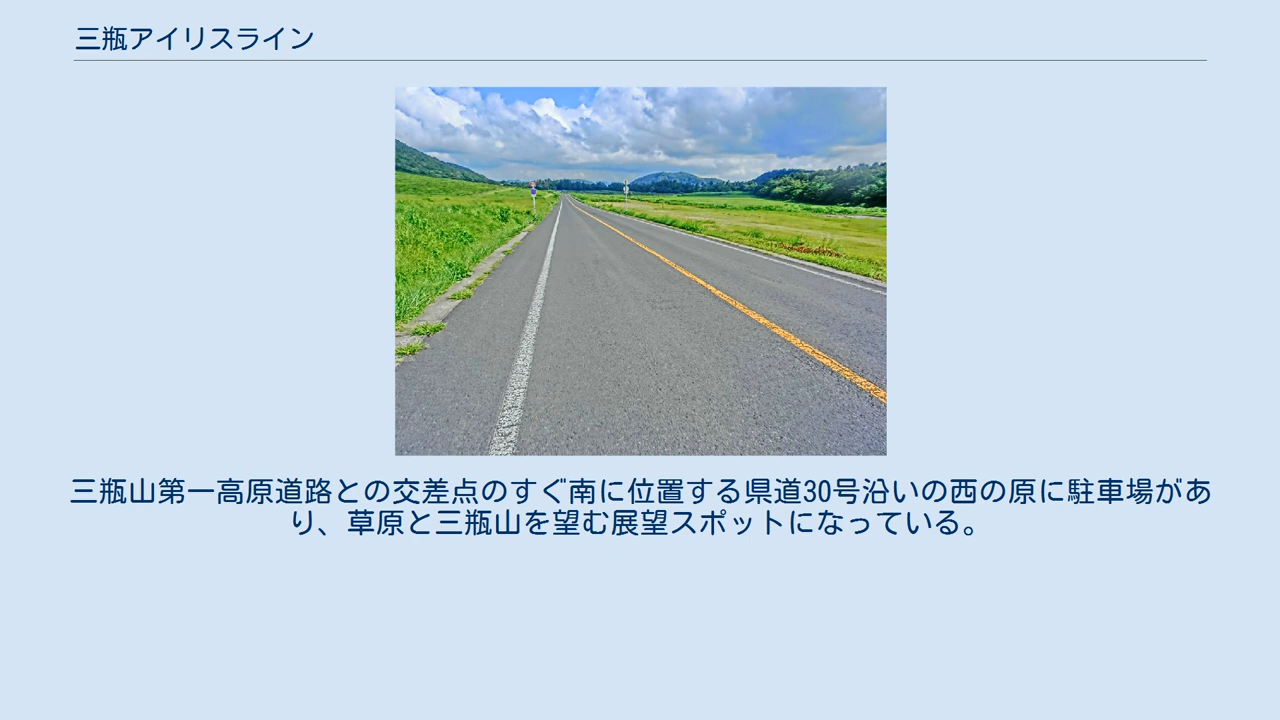 三瓶アイリスライン
三瓶山第一高原道路との交差点のすぐ南に位置する県道30号沿いの西の原に駐車場があ
り、草原と三瓶山を望む展望スポットになっている。